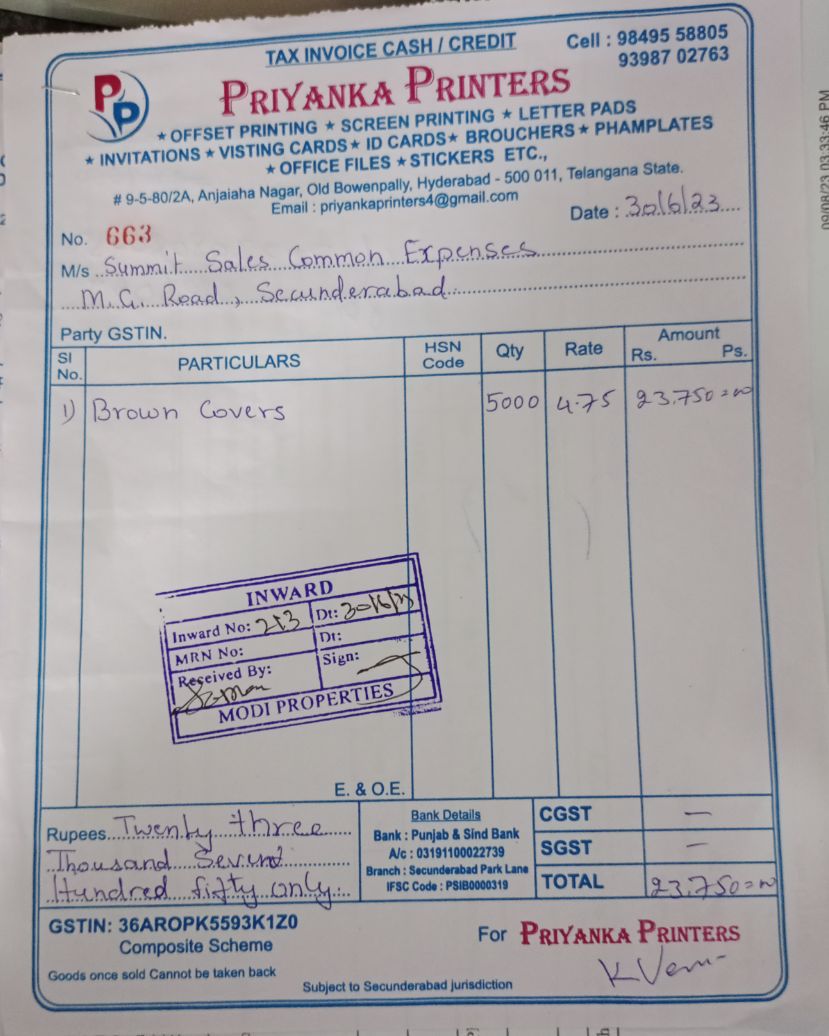 TAX INVOICE CASH / CREDIT
Cell : 98495 58805
93987 02763
PP
PRIYANKA PRINTERS
★ OFFSET PRINTING ★ SCREEN PRINTING ★ LETTER PADS
★ INVITATIONS ★ VISTING CARDS ★ ID CARDS ★ BROUCHERS ★ PHAMPLATES
★ OFFICE FILES ★ STICKERS ETC.,
# 9-5-80/2A, Anjaiaha Nagar, Old Bowenpally, Hyderabad - 500 011, Telangana State.
Email : priyankaprinters4@gmail.com
Date : 30/6/23
No. 663
M/s Summit Sales Common Expenses
M.G. Road, Secunderabad
Party GSTIN.
Sl No. PARTICULARS HSN Code Qty Rate Amount Rs. Ps.
1) Brown Covers 5000 4.75 23,750=00
INWARD
Inward No: Dt: 30/6/23
MRN No: Dt:
Received By: Sign:
MODI PROPERTIES
E. & O.E.
Rupees Twenty three
Thousand Seven
Hundred fifty only.
Bank Details
Bank : Punjab & Sind Bank
A/c : 03191100022739
Branch : Secunderabad Park Lane
IFSC Code : PSIB0000319
CGST —
SGST —
TOTAL 23,750=00
GSTIN: 36AROPK5593K1Z0
Composite Scheme
Goods once sold Cannot be taken back
For PRIYANKA PRINTERS
Subject to Secunderabad jurisdiction
09/08/23 03:33:46 PM